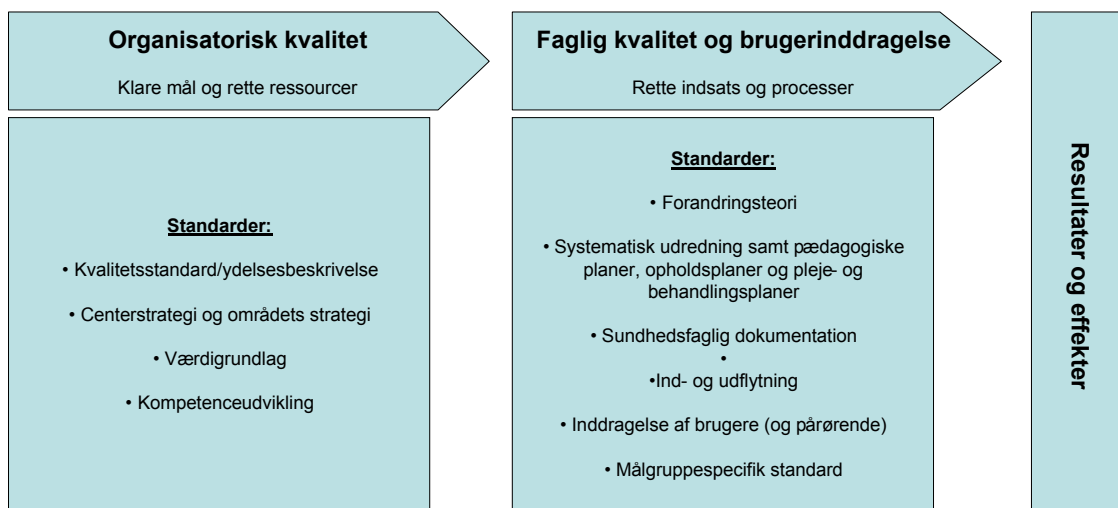 Organisatorisk kvalitet
Klare mål og rette ressourcer
Standarder:
• Kvalitetsstandard/ydelsesbeskrivelse
• Centerstrategi og områdets strategi
• Værdigrundlag
• Kompetenceudvikling
Faglig kvalitet og brugerinddragelse
Rette indsats og processer
Standarder:
• Forandringsteori
• Systematisk udredning samt pædagogiske
planer, opholdsplaner og pleje- og
behandlingsplaner
• Sundhedsfaglig dokumentation
•
•Ind- og udflytning
• Inddragelse af brugere (og pårørende)
• Målgruppespecifik standard
Resultater og effekter